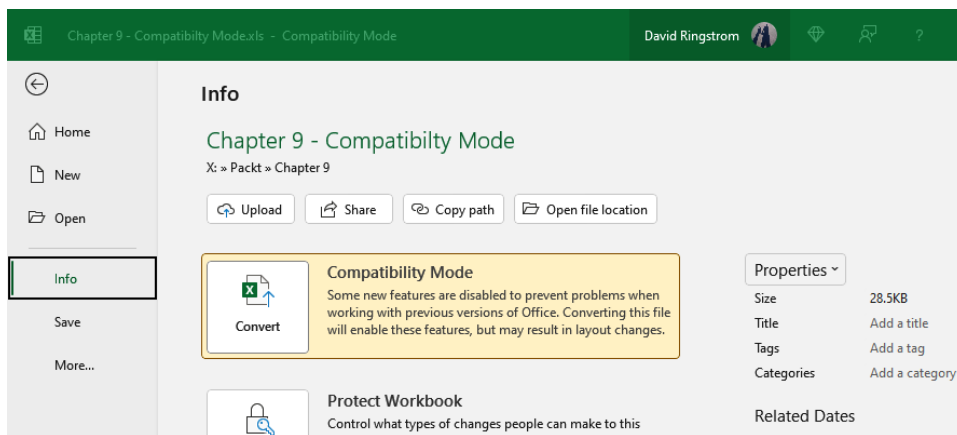 Chapter 9 - Compatibilty Mode.xls - Compatibility Mode
David Ringstrom
?
Info
Chapter 9 - Compatibilty Mode
X: » Packt » Chapter 9
Home
New
Open
Info
Save
More...
Upload
Share
Copy path
Open file location
Convert
Compatibility Mode
Some new features are disabled to prevent problems when
working with previous versions of Office. Converting this file
will enable these features, but may result in layout changes.
Protect Workbook
Control what types of changes people can make to this
Properties
Size 28.5KB
Title Add a title
Tags Add a tag
Categories Add a category
Related Dates